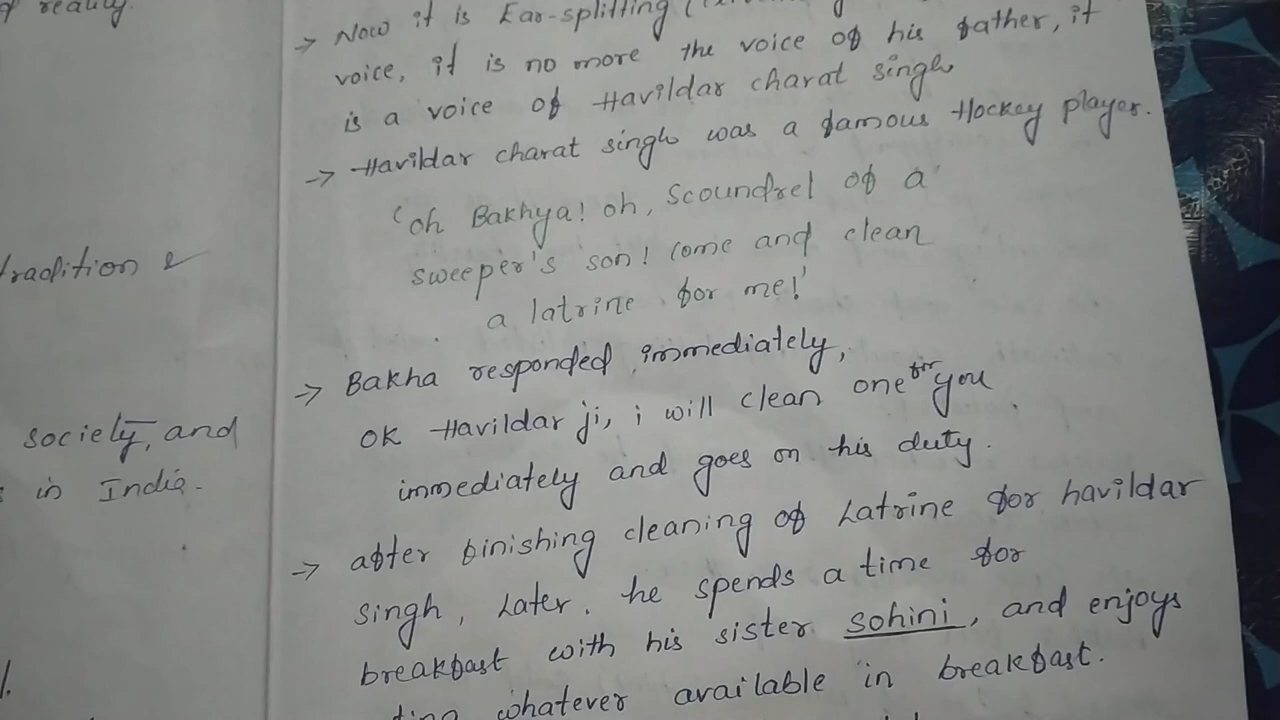 reality
tradition &
society, and
in India.
→ Now it is Ear-splitting
voice, it is no more the voice of his father, it
is a voice of Havildar charat singh
→ Havildar charat singh was a famous Hockey player.
'oh Bakhya! oh, Scoundrel of a
sweeper's son! come and clean
a latrine for me!'
→ Bakha responded immediately,
OK Havildar ji, i will clean one for you
immediately and goes on his duty.
→ after finishing cleaning of Latrine for havildar
singh, Later. he spends a time for
breakfast with his sister sohini, and enjoys
whatever available in breakfast.